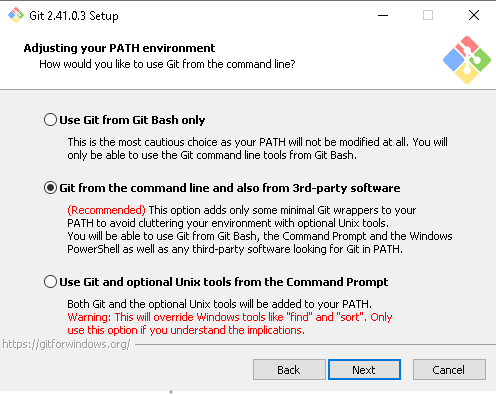 Git 2.41.0.3 Setup
Adjusting your PATH environment
How would you like to use Git from the command line?
Use Git from Git Bash only
This is the most cautious choice as your PATH will not be modified at all. You will
only be able to use the Git command line tools from Git Bash.
Git from the command line and also from 3rd-party software
(Recommended) This option adds only some minimal Git wrappers to your
PATH to avoid cluttering your environment with optional Unix tools.
You will be able to use Git from Git Bash, the Command Prompt and the Windows
PowerShell as well as any third-party software looking for Git in PATH.
Use Git and optional Unix tools from the Command Prompt
Both Git and the optional Unix tools will be added to your PATH.
Warning: This will override Windows tools like "find" and "sort". Only
use this option if you understand the implications.
https://gitforwindows.org/
Back Next Cancel